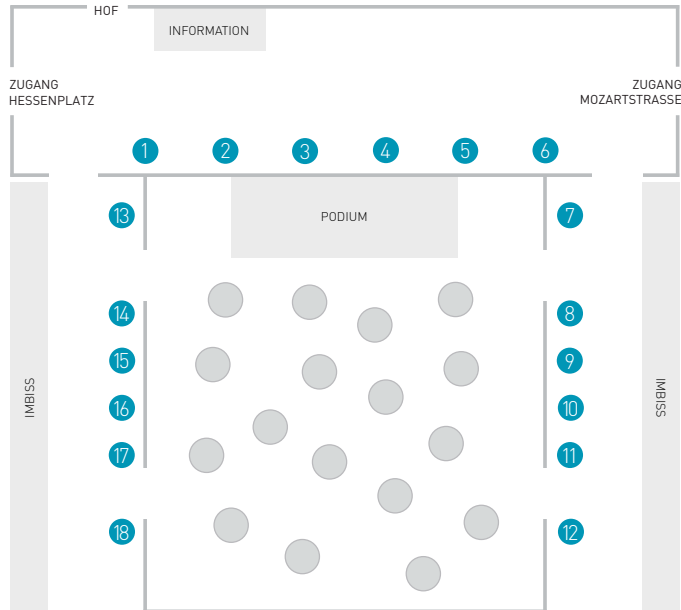 HOF
INFORMATION
ZUGANG
HESSENPLATZ
ZUGANG
MOZARTSTRASSE
1 2 3 4 5 6
13
PODIUM
7
14
8
15
9
IMBISS
16
10
IMBISS
17
11
18
12